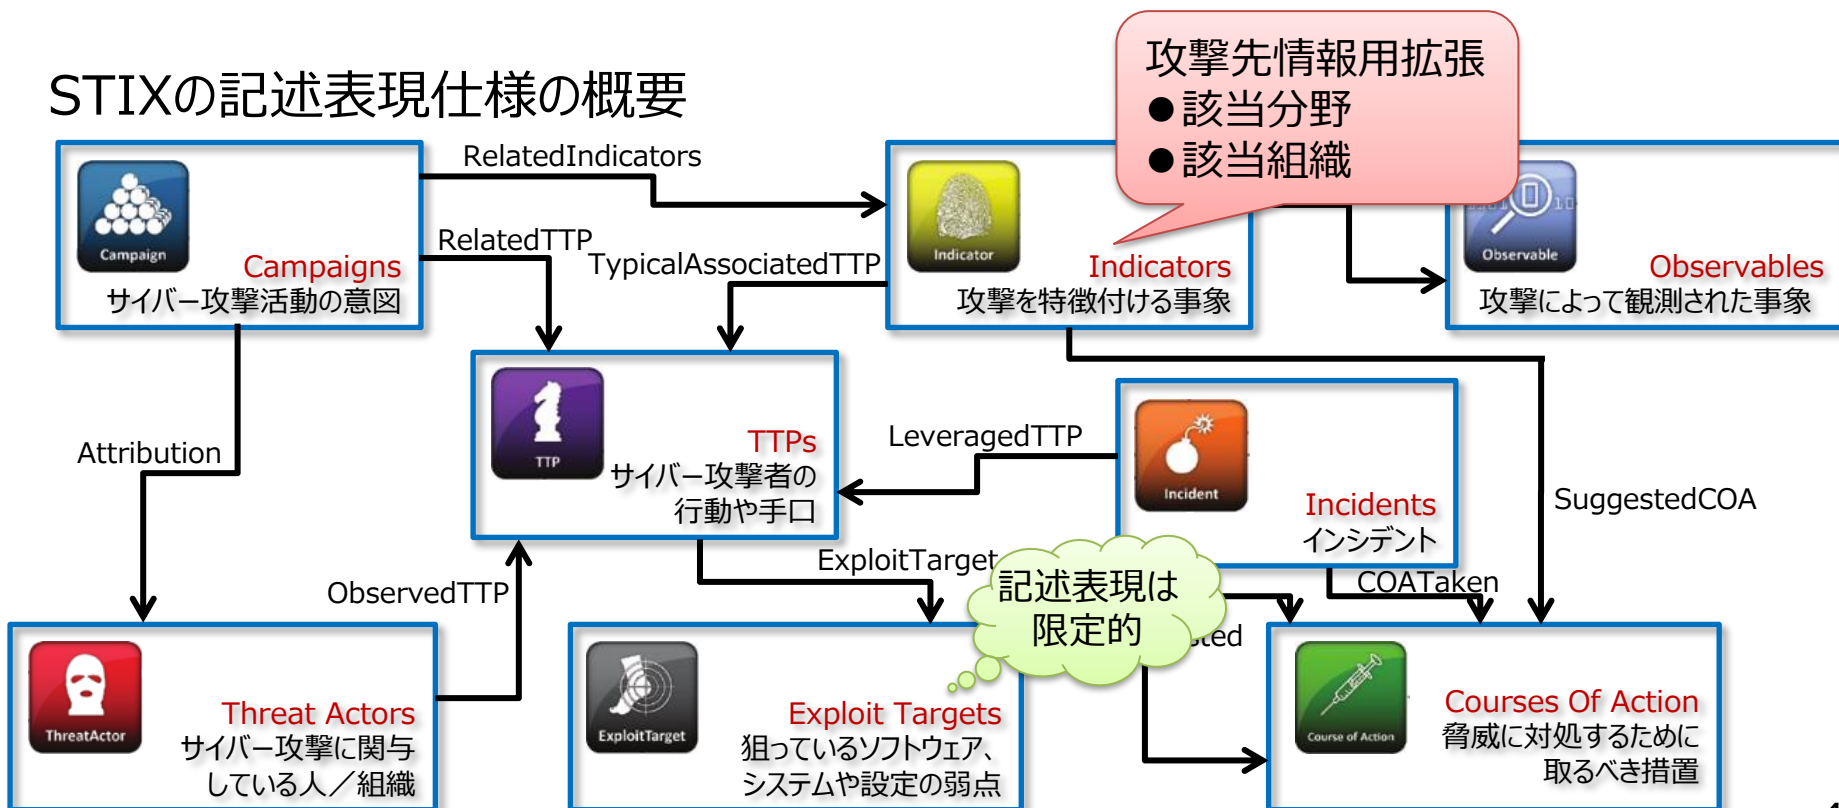 STIXの記述表現仕様の概要
攻撃先情報用拡張
●該当分野
●該当組織
RelatedIndicators
RelatedTTP
TypicalAssociatedTTP
Campaign
Campaigns
サイバー攻撃活動の意図
Indicator
Indicators
攻撃を特徴付ける事象
Observable
Observables
攻撃によって観測された事象
Attribution
TTP
TTPs
サイバー攻撃者の
行動や手口
LeveragedTTP
Incident
Incidents
インシデント
SuggestedCOA
ObservedTTP
ExploitTarget
記述表現は
限定的
COATaken
ThreatActor
Threat Actors
サイバー攻撃に関与
している人／組織
ExploitTarget
Exploit Targets
狙っているソフトウェア、
システムや設定の弱点
Course of Action
Courses Of Action
脅威に対処するために
取るべき措置